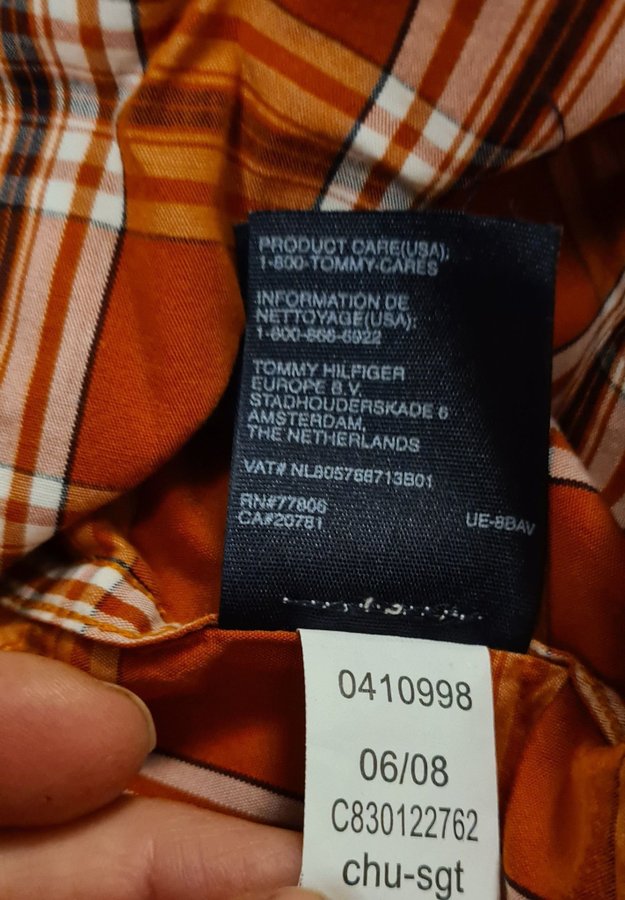 PRODUCT CARE(USA):
1-800-TOMMY-CARES
INFORMATION DE
NETTOYAGE(USA):
1-800-866-6922
TOMMY HILFIGER
EUROPE B.V.
STADHOUDERSKADE 6
AMSTERDAM,
THE NETHERLANDS
VAT# NL805768713B01
RN#77806
CA#20781
UE-8BAV
0410998
06/08
C830122762
chu-sgt